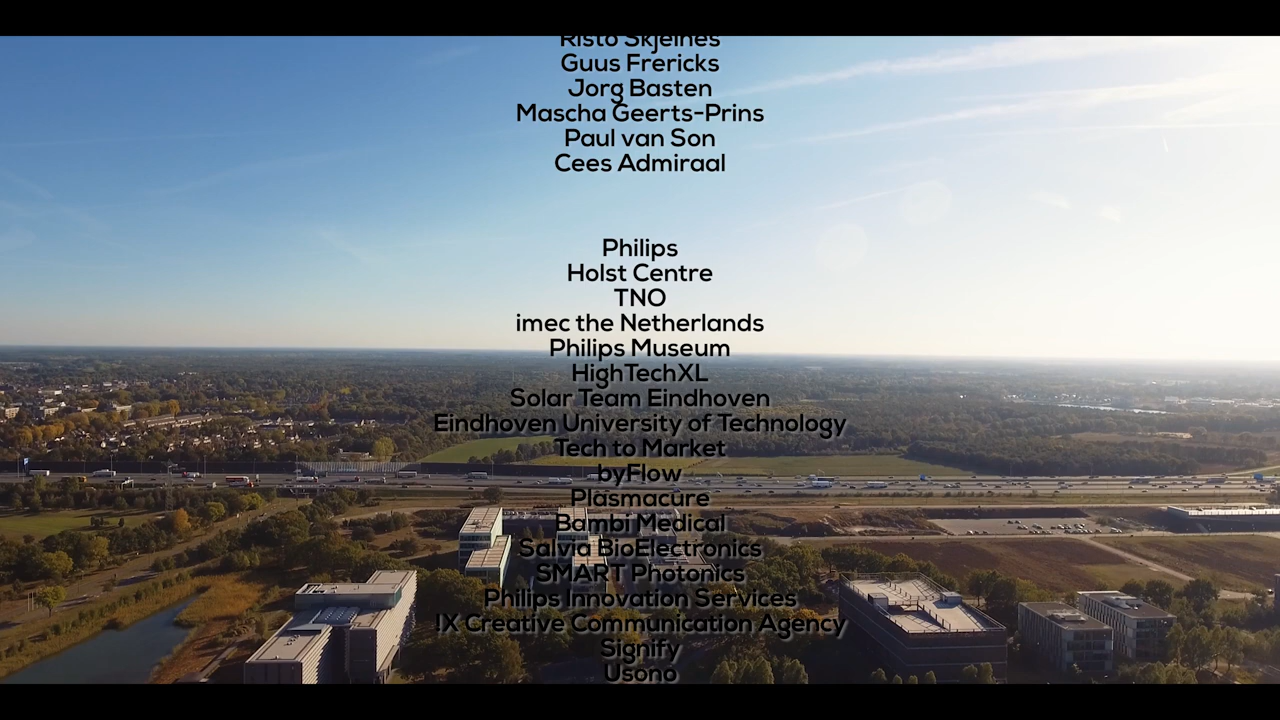 Risto Skjelnes
Guus Frericks
Jorg Basten
Mascha Geerts-Prins
Paul van Son
Cees Admiraal
Philips
Holst Centre
TNO
imec the Netherlands
Philips Museum
HighTechXL
Solar Team Eindhoven
Eindhoven University of Technology
Tech to Market
byFlow
Plasmacure
Bambi Medical
Salvia BioElectronics
SMART Photonics
Philips Innovation Services
IX Creative Communication Agency
Signify
Usono